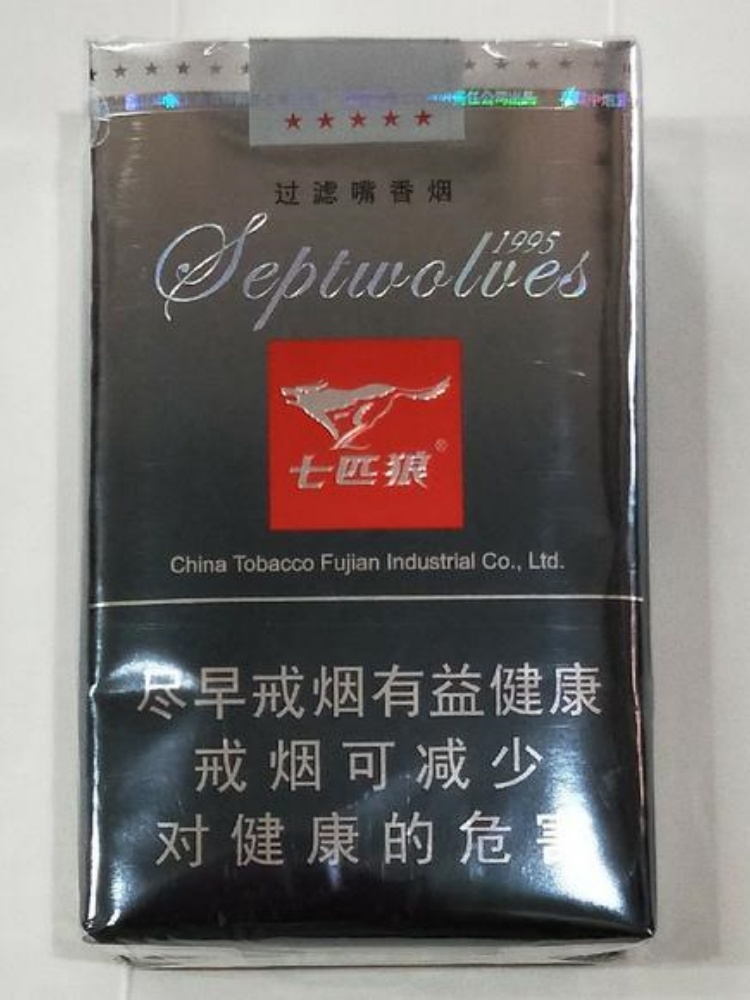 过滤嘴香烟
1995
Septwolves
七匹狼®
China Tobacco Fujian Industrial Co., Ltd.
尽早戒烟有益健康
戒烟可减少
对健康的危害